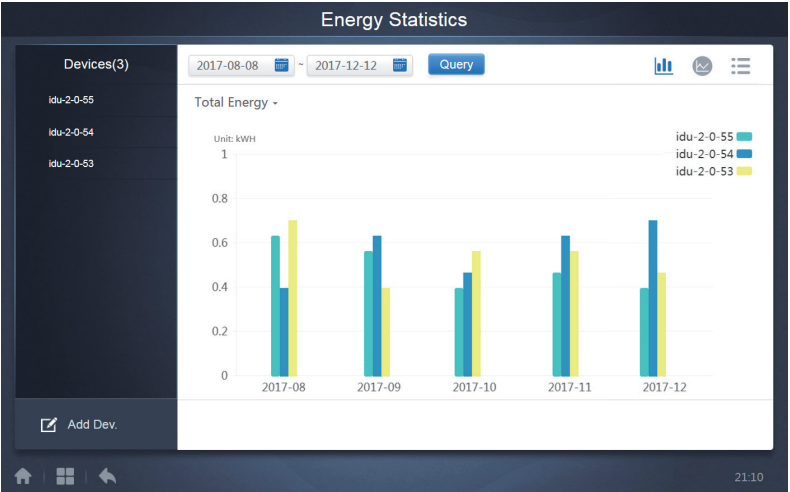 Energy Statistics
Devices(3)
idu-2-0-55
idu-2-0-54
idu-2-0-53
Add Dev.
2017-08-08 ~ 2017-12-12 Query
Total Energy
Unit: kWH
idu-2-0-55
idu-2-0-54
idu-2-0-53
1
0.8
0.6
0.4
0.2
0
2017-08 2017-09 2017-10 2017-11 2017-12
21:10